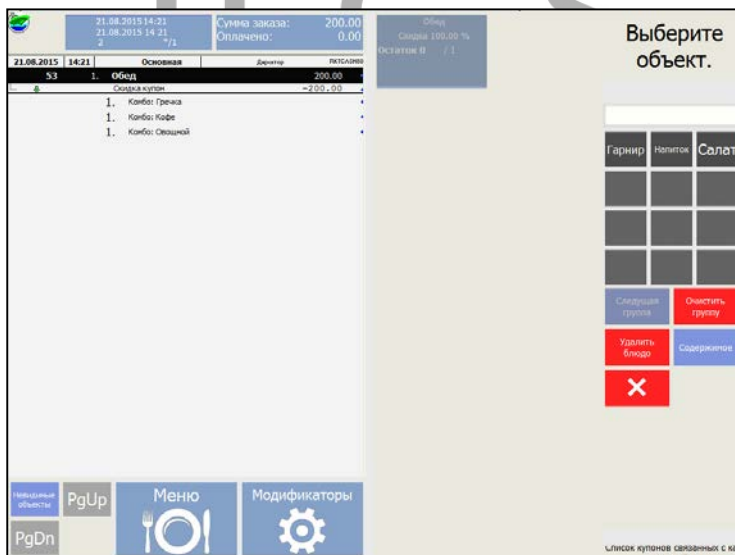 21.08.2015 14:21
21.08.2015 14 21
2 */1
Сумма заказа: 200.00
Оплачено: 0.00
21.08.2015 14:21 Основная Директор
53 1. Обед 200.00
Скидка купон -200.00
1. Комбо: Гречка
1. Комбо: Кофе
1. Комбо: Овощной
Невидимые объекты
PgUp
PgDn
Меню
Модификаторы
Обед
Скидка 100,00 %
Остаток 0 / 1
Выберите
объект.
Гарнир Напиток Салат
Следущая
группа
Очистить
группу
Удалить
блюдо
Содержимое
Список купонов связанных с ка